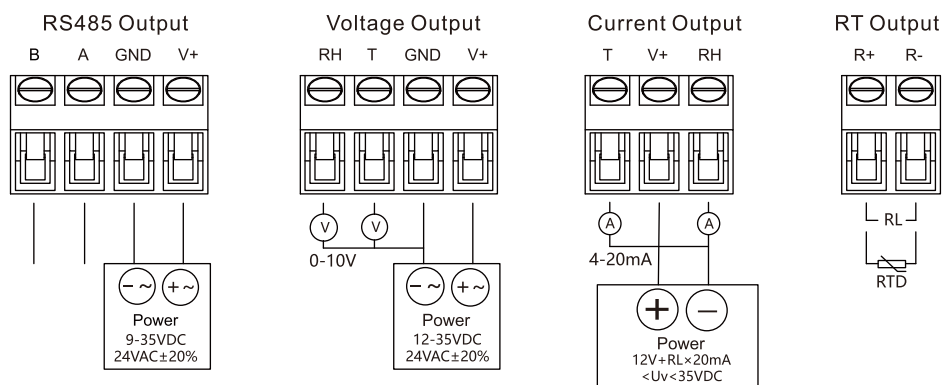 RS485 Output
B A GND V+
− ~ + ~
Power
9-35VDC
24VAC±20%
Voltage Output
RH T GND V+
V V
0-10V
− ~ + ~
Power
12-35VDC
24VAC±20%
Current Output
T V+ RH
A A
4-20mA
+ −
Power
12V+RL×20mA
<Uv<35VDC
RT Output
R+ R-
RL
RTD